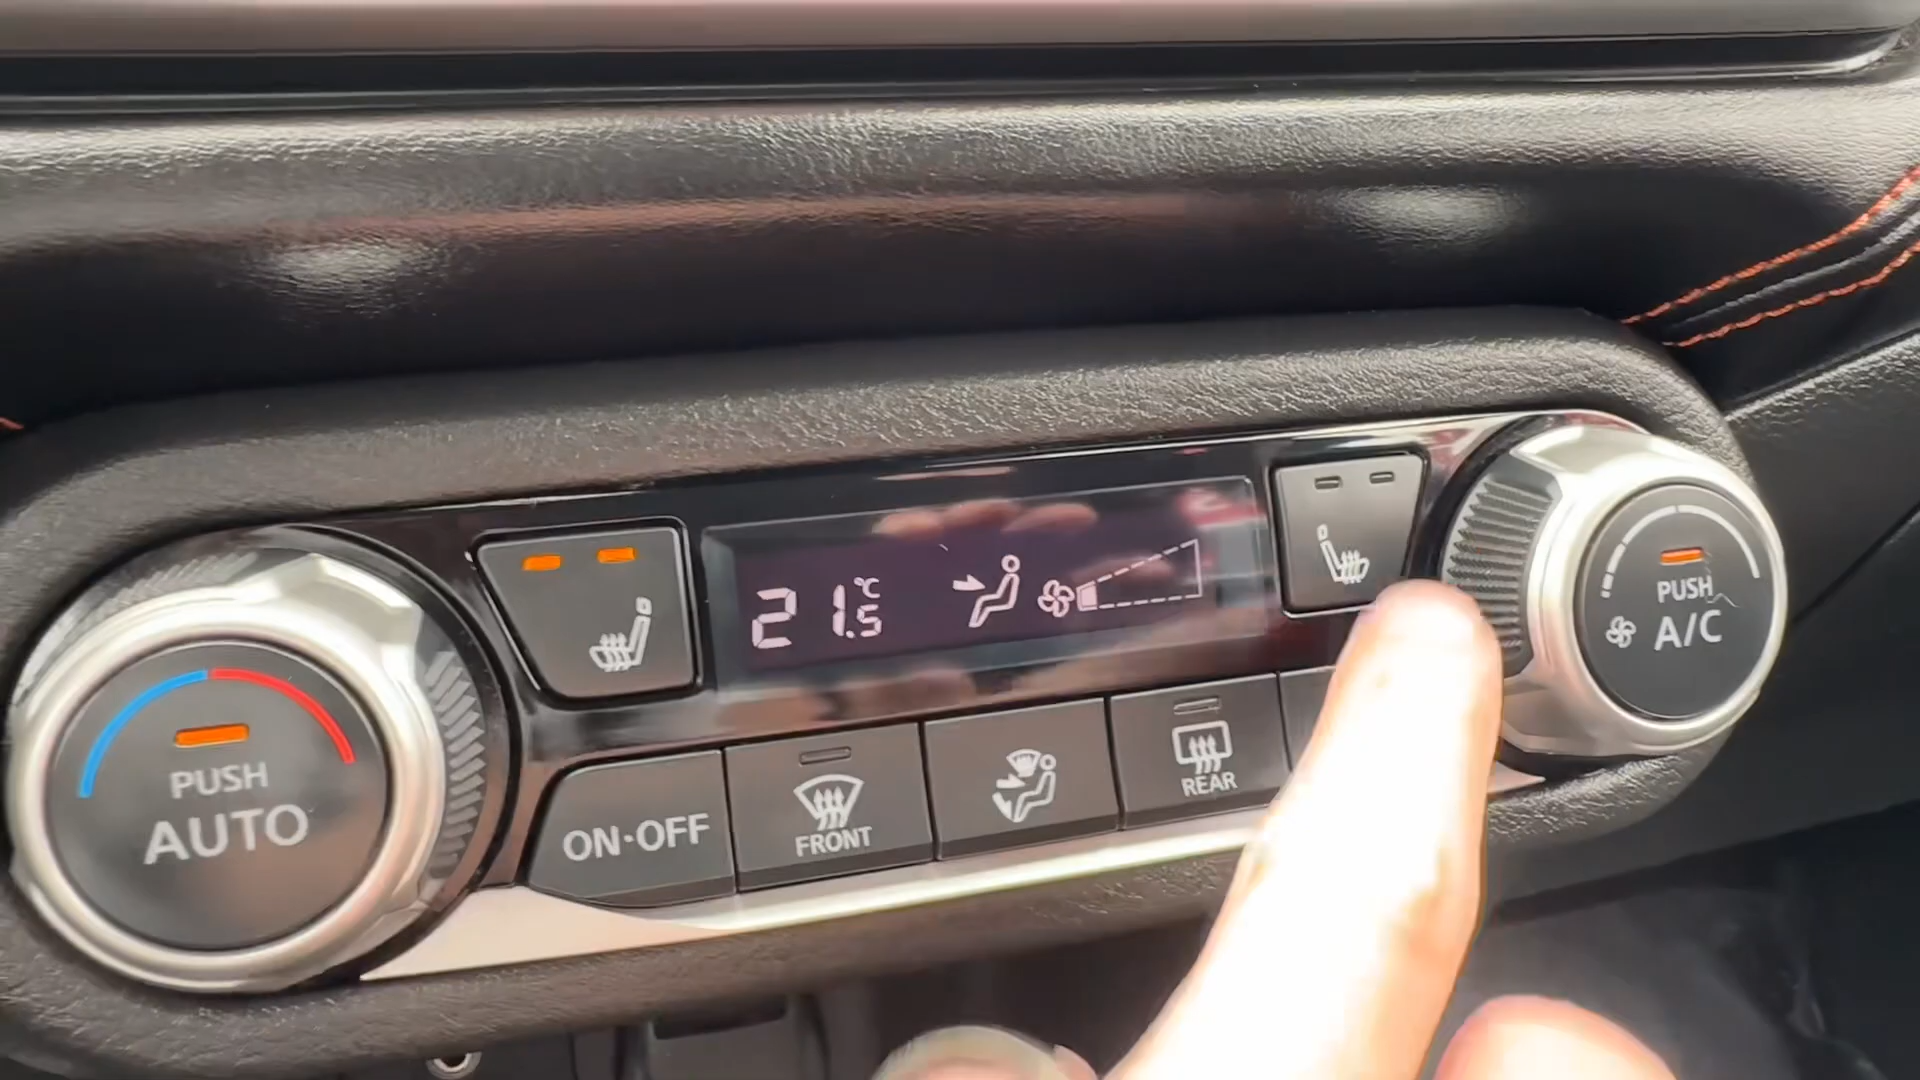 21.5°C
PUSH
A/C
PUSH
AUTO
ON·OFF
FRONT
REAR